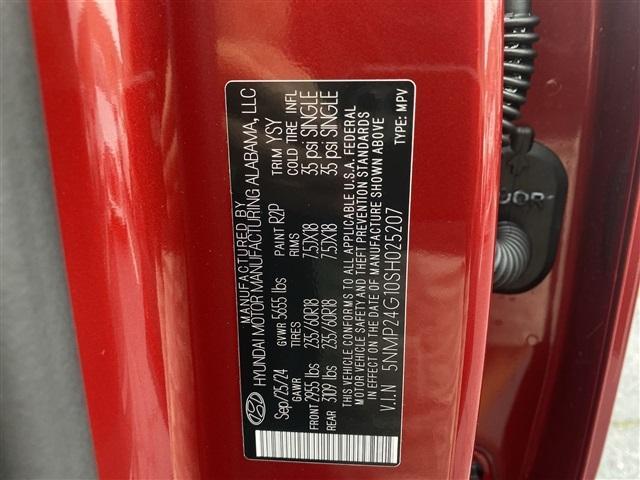 MANUFACTURED BY
HYUNDAI MOTOR MANUFACTURING ALABAMA, LLC
Sep/25/24 GVWR 5655 lbs PAINT R2P TRIM YSY
GAWR TIRES RIMS COLD TIRE INFL
FRONT 2955 lbs 235/60R18 7.5JX18 35 psi SINGLE
REAR 3109 lbs 235/60R18 7.5JX18 35 psi SINGLE
THIS VEHICLE CONFORMS TO ALL APPLICABLE U.S.A. FEDERAL
MOTOR VEHICLE SAFETY AND THEFT PREVENTION STANDARDS
IN EFFECT ON THE DATE OF MANUFACTURE SHOWN ABOVE
V.I.N 5NMP24G10SH025207 TYPE: MPV